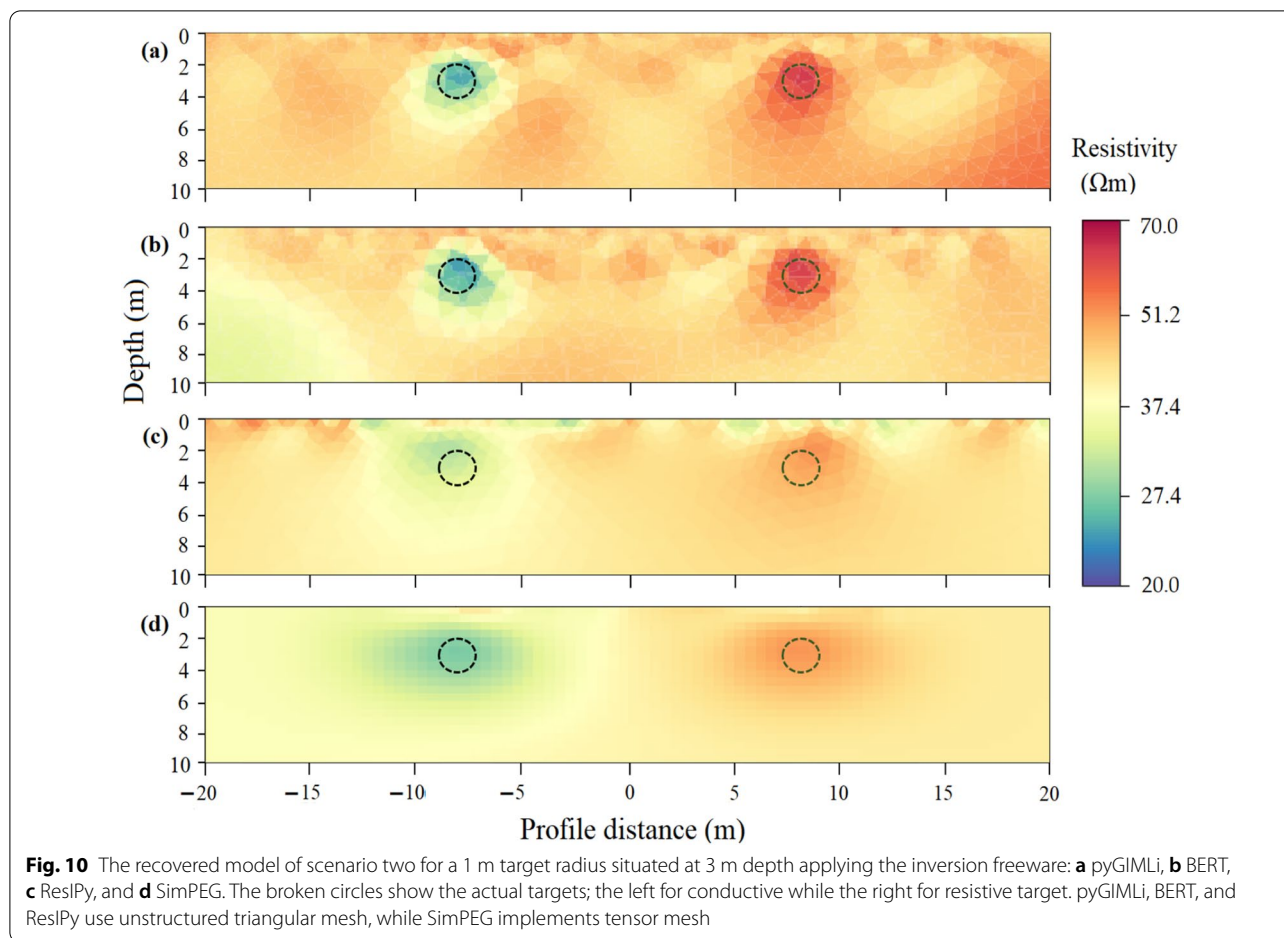 (a)
0
2
4
6
8
10
(b)
0
2
4
6
8
10
(c)
0
2
4
6
8
10
(d)
0
2
4
6
8
10
Depth (m)
−20 −15 −10 −5 0 5 10 15 20
Profile distance (m)
Resistivity
(Ωm)
70.0
51.2
37.4
27.4
20.0
Fig. 10 The recovered model of scenario two for a 1 m target radius situated at 3 m depth applying the inversion freeware: a pyGIMLi, b BERT,
c ResIPy, and d SimPEG. The broken circles show the actual targets; the left for conductive while the right for resistive target. pyGIMLi, BERT, and
ResIPy use unstructured triangular mesh, while SimPEG implements tensor mesh